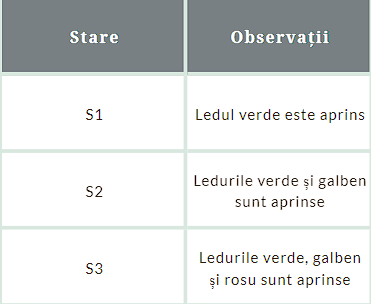 Stare
Observații
S1
Ledul verde este aprins
S2
Ledurile verde și galben
sunt aprinse
S3
Ledurile verde, galben
și rosu sunt aprinse